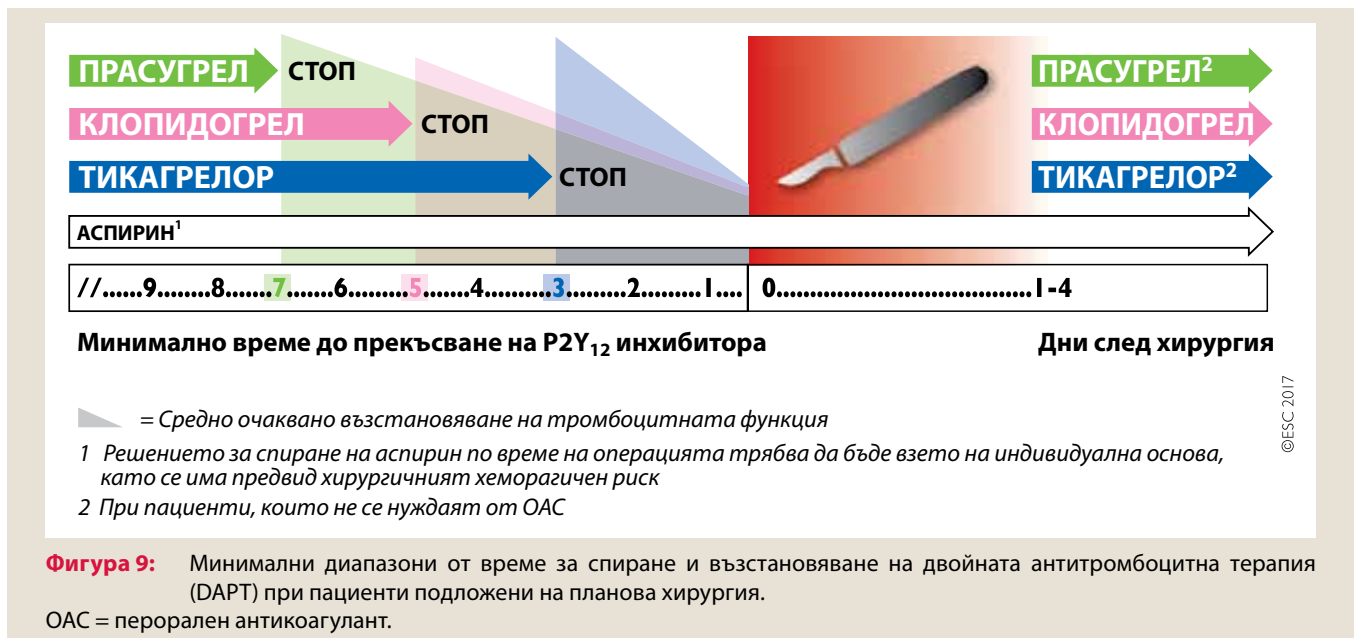 ПРАСУГРЕЛ СТОП ПРАСУГРЕЛ²
КЛОПИДОГРЕЛ СТОП КЛОПИДОГРЕЛ
ТИКАГРЕЛОР СТОП ТИКАГРЕЛОР²
АСПИРИН¹
//......9........8.......7.......6.........5.......4..........3.........2.........1.... 0.......................................1-4
Минимално време до прекъсване на P2Y₁₂ инхибитора Дни след хирургия
= Средно очаквано възстановяване на тромбоцитната функция
1 Решението за спиране на аспирин по време на операцията трябва да бъде взето на индивидуална основа,
като се има предвид хирургичният хеморагичен риск
2 При пациенти, които не се нуждаят от ОАС
©ESC 2017
Фигура 9: Минимални диапазони от време за спиране и възстановяване на двойната антитромбоцитна терапия
(DAPT) при пациенти подложени на планова хирургия.
ОАС = перорален антикоагулант.